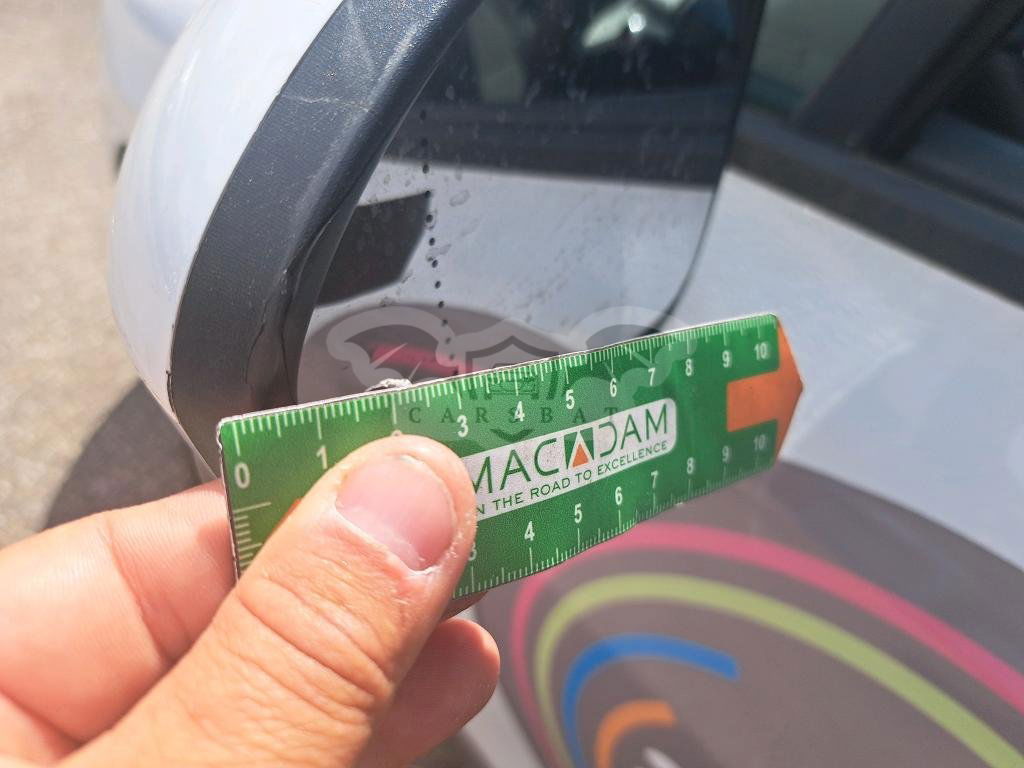 CARSBAT
0 1 2 3 4 5 6 7 8 9 10
MACADAM
N THE ROAD TO EXCELLENCE
3 4 5 6 7 8 9 10